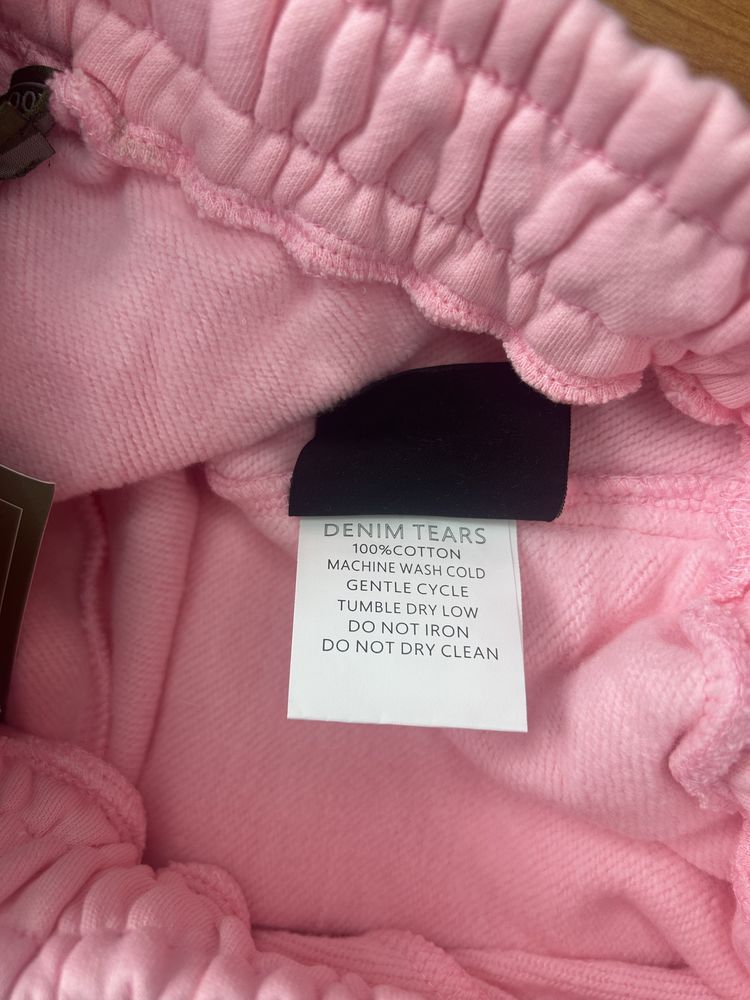 DENIM TEARS
100%COTTON
MACHINE WASH COLD
GENTLE CYCLE
TUMBLE DRY LOW
DO NOT IRON
DO NOT DRY CLEAN